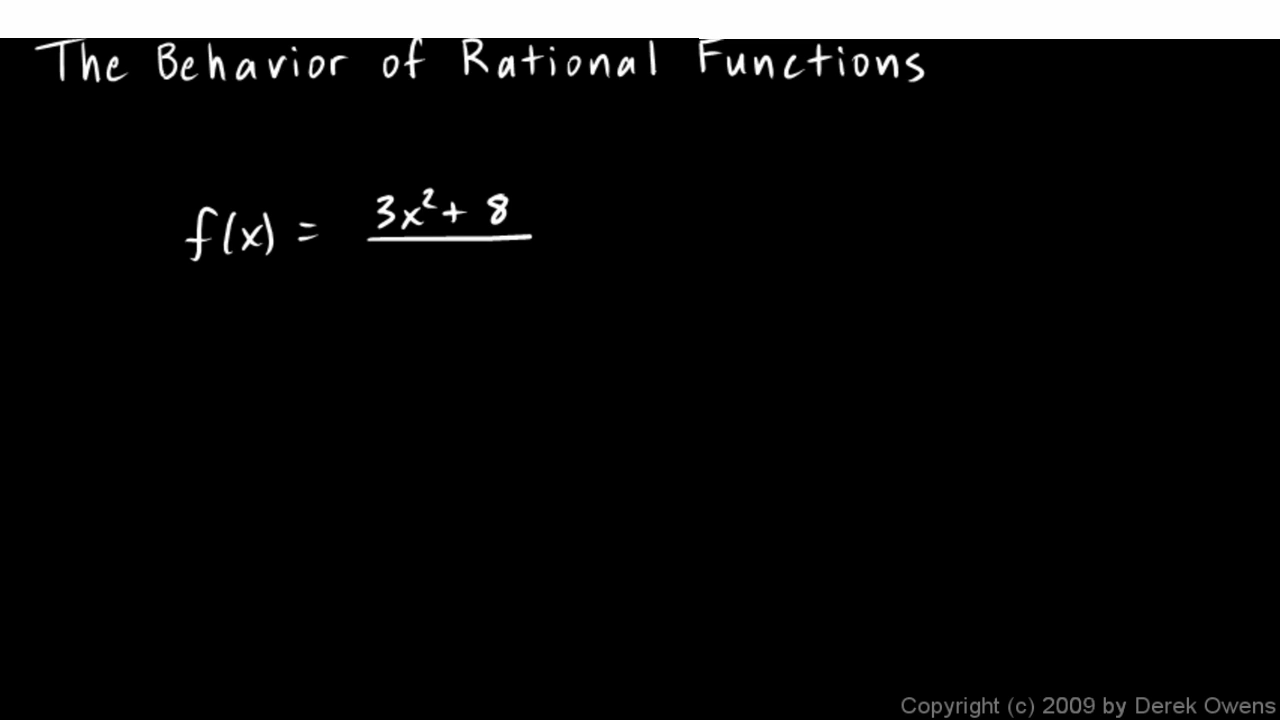 The Behavior of Rational Functions
f(x) = 3x² + 8
Copyright (c) 2009 by Derek Owens